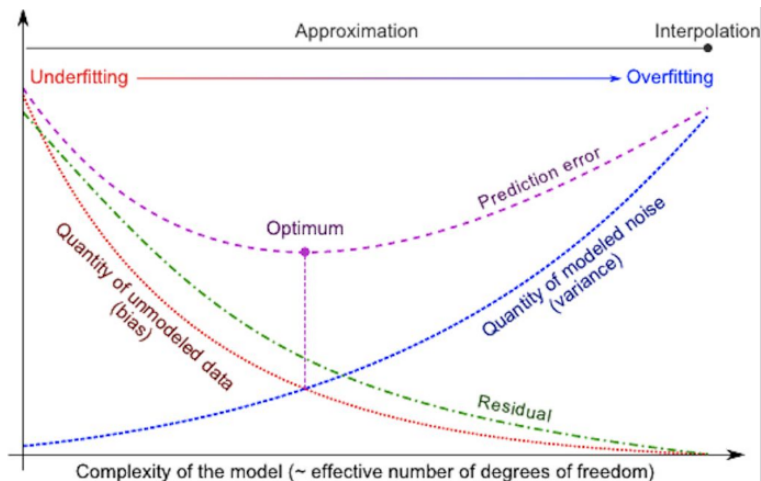 Approximation
Interpolation
Underfitting
Overfitting
Prediction error
Optimum
Quantity of unmodeled data
(bias)
Quantity of modeled noise
(variance)
Residual
Complexity of the model (~ effective number of degrees of freedom)